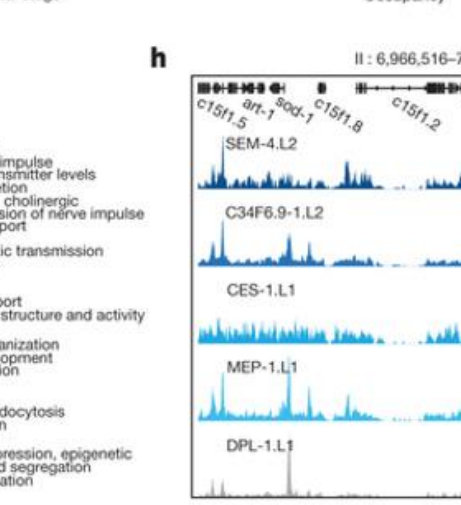 h
II : 6,966,516–7
c15f1.5
art-1
sod-1
c15f1.8
c15f1.2
SEM-4.L2
C34F6.9-1.L2
CES-1.L1
MEP-1.L1
DPL-1.L1
impulse
nsmitter levels
etion
cholinergic
sion of nerve impulse
port
ic transmission
port
structure and activity
anization
opment
ion
docytosis
n
pression, epigenetic
d segregation
ation